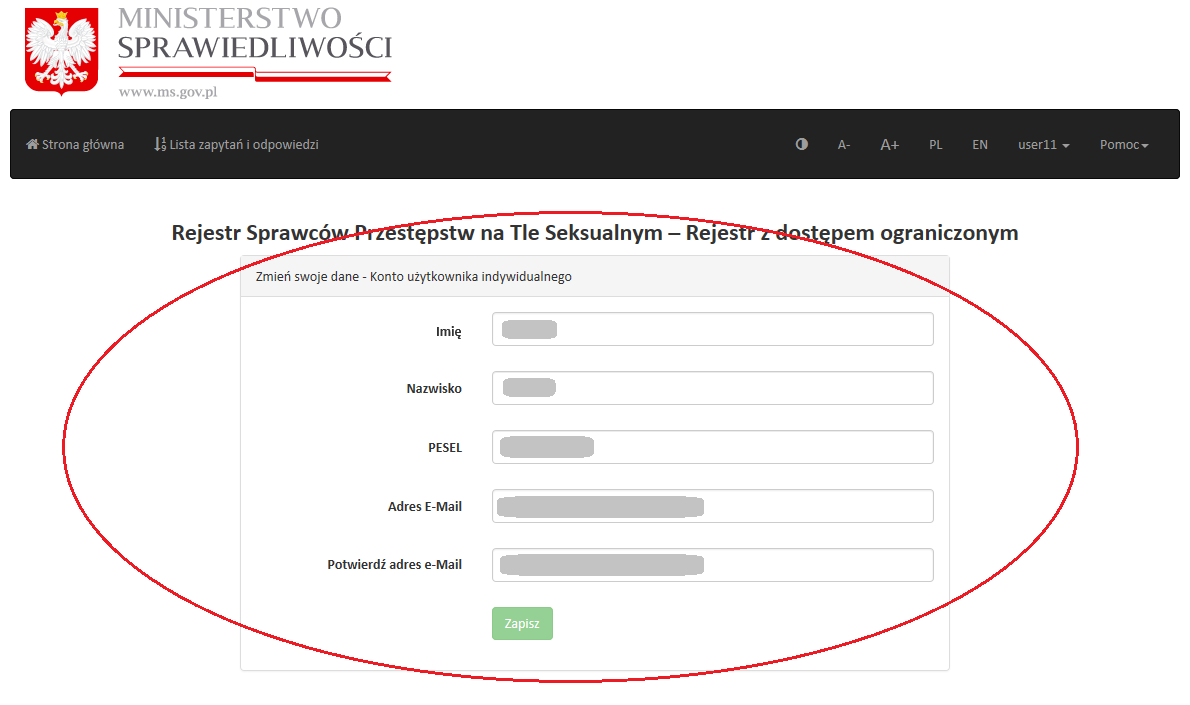 MINISTERSTWO
SPRAWIEDLIWOŚCI
www.ms.gov.pl
Strona główna Lista zapytań i odpowiedzi A- A+ PL EN user11 Pomoc
Rejestr Sprawców Przestępstw na Tle Seksualnym – Rejestr z dostępem ograniczonym
Zmień swoje dane - Konto użytkownika indywidualnego
Imię
Nazwisko
PESEL
Adres E-Mail
Potwierdź adres e-Mail
Zapisz